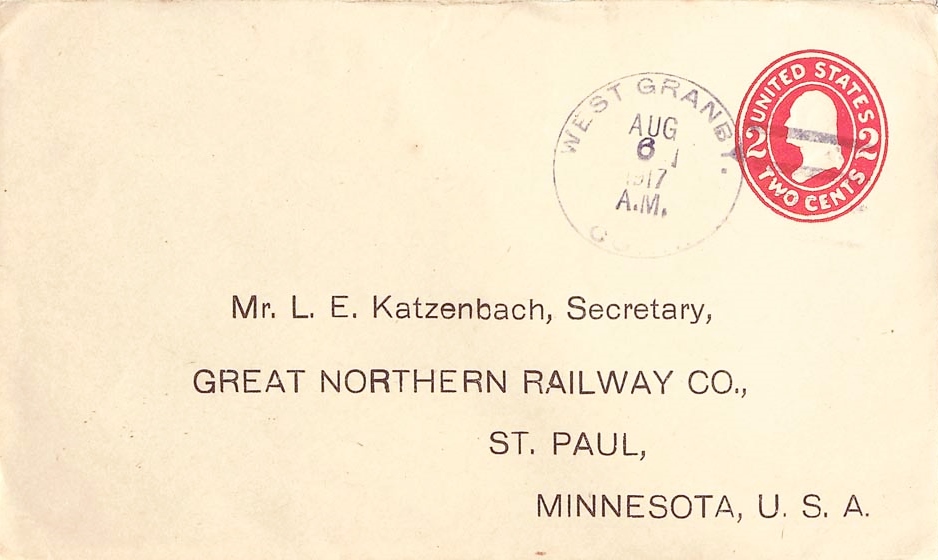 WEST GRANBY.
AUG
6
1917
A.M.
UNITED STATES
2 2
TWO CENTS
Mr. L. E. Katzenbach, Secretary,
GREAT NORTHERN RAILWAY CO.,
ST. PAUL,
MINNESOTA, U. S. A.